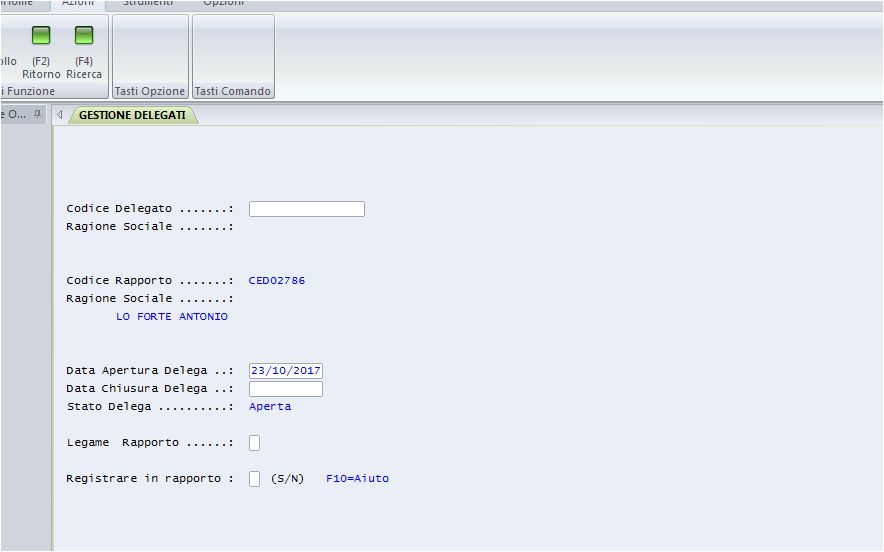 Home Azioni Strumenti Opzioni
(F2) (F4)
Ritorno Ricerca
i Funzione Tasti Opzione Tasti Comando
e O... GESTIONE DELEGATI
Codice Delegato .......:
Ragione Sociale .......:
Codice Rapporto .......: CED02786
Ragione Sociale .......:
LO FORTE ANTONIO
Data Apertura Delega ..: 23/10/2017
Data Chiusura Delega ..:
Stato Delega ..........: Aperta
Legame Rapporto ......:
Registrare in rapporto : (S/N) F10=Aiuto